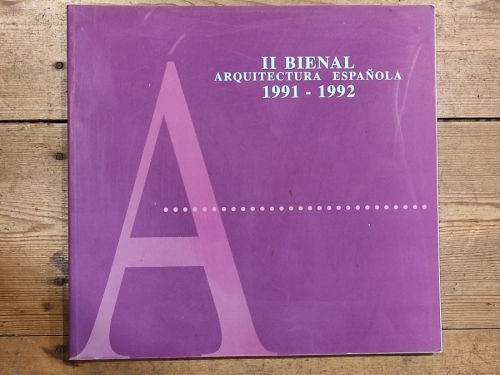 II BIENAL
ARQUITECTURA ESPAÑOLA
1991 - 1992
A